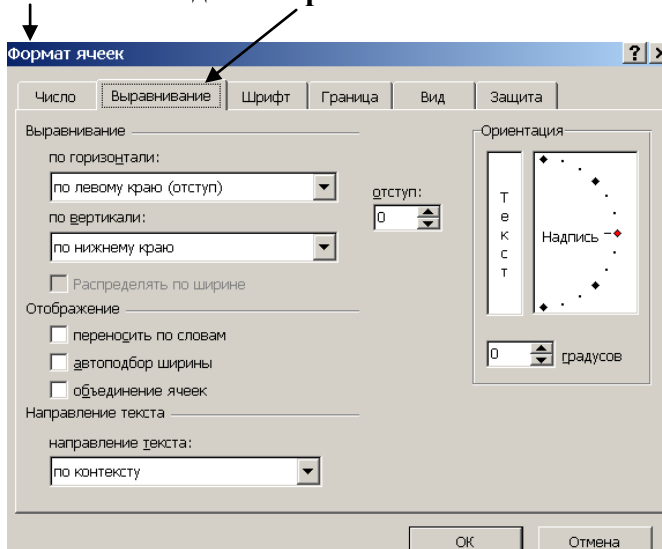 Формат ячеек
Число Выравнивание Шрифт Граница Вид Защита
Выравнивание
по горизонтали:
по левому краю (отступ)
отступ:
0
по вертикали:
по нижнему краю
Распределять по ширине
Отображение
переносить по словам
автоподбор ширины
объединение ячеек
Направление текста
направление текста:
по контексту
Ориентация
Текст
Надпись
0 градусов
ОК Отмена